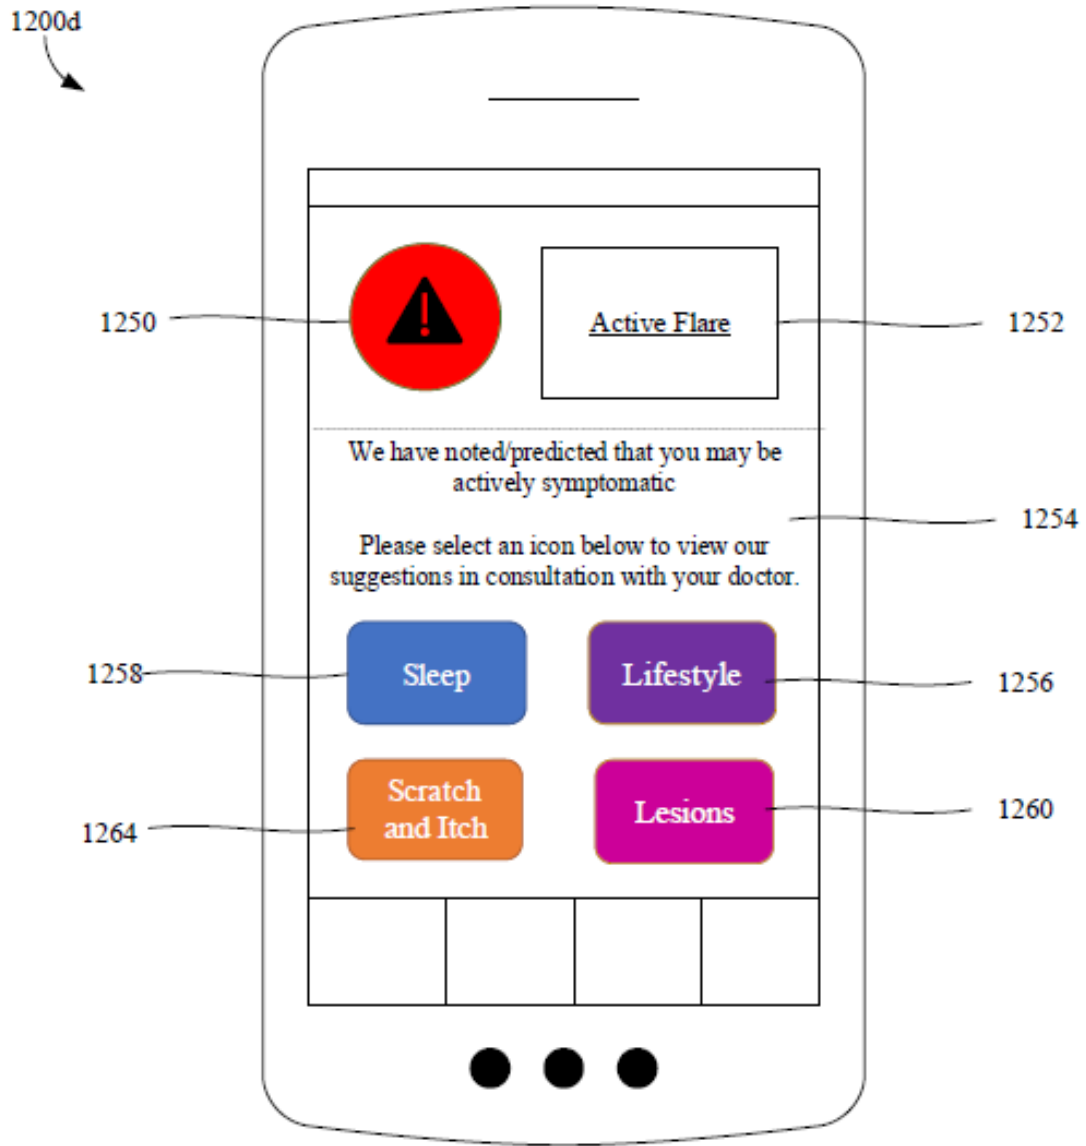 1200d
1250
Active Flare
1252
We have noted/predicted that you may be
actively symptomatic
1254
Please select an icon below to view our
suggestions in consultation with your doctor.
1258
Sleep
Lifestyle
1256
Scratch
and Itch
1264
Lesions
1260